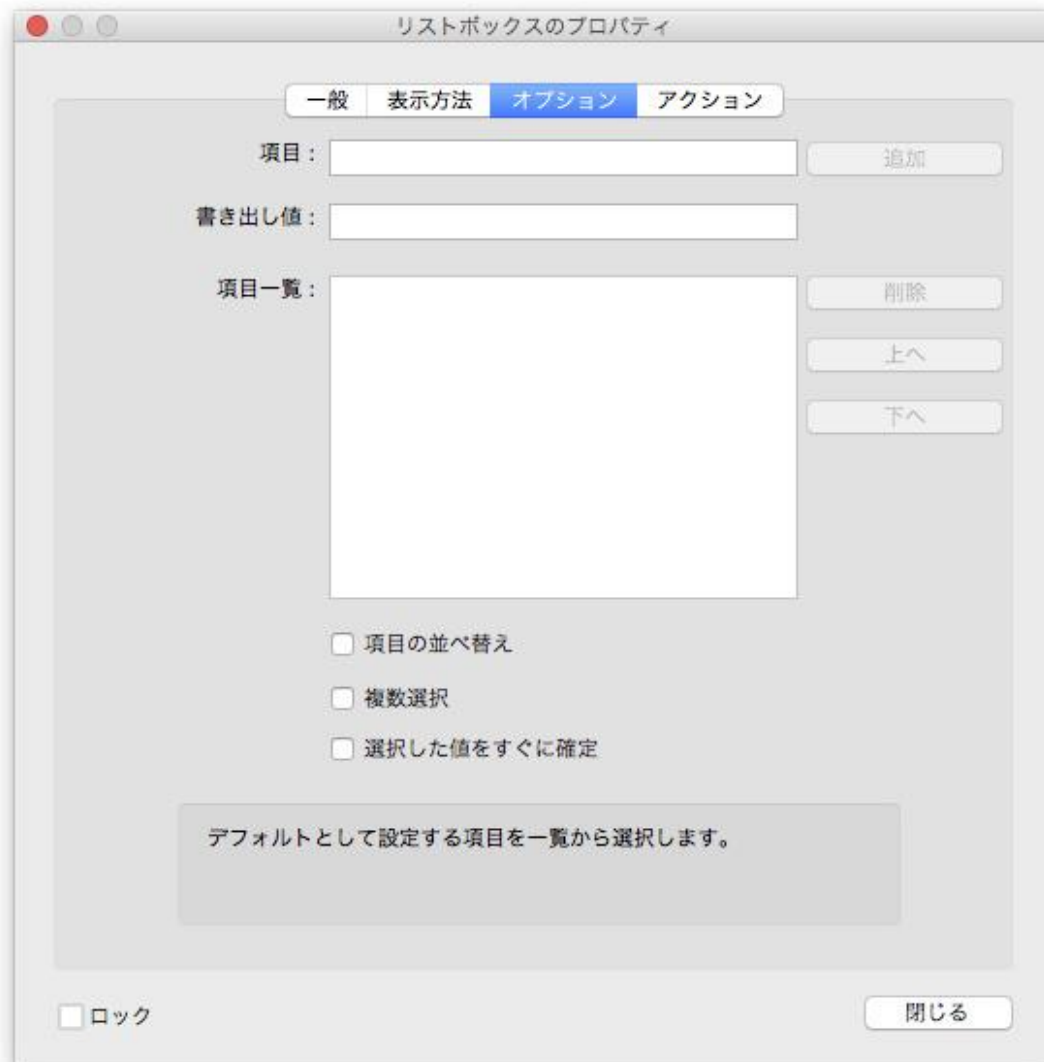 リストボックスのプロパティ
一般 表示方法 オプション アクション
項目： 追加
書き出し値：
項目一覧： 削除
上へ
下へ
項目の並べ替え
複数選択
選択した値をすぐに確定
デフォルトとして設定する項目を一覧から選択します。
ロック 閉じる